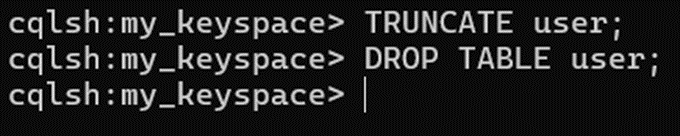 cqlsh:my_keyspace> TRUNCATE user;
cqlsh:my_keyspace> DROP TABLE user;
cqlsh:my_keyspace>